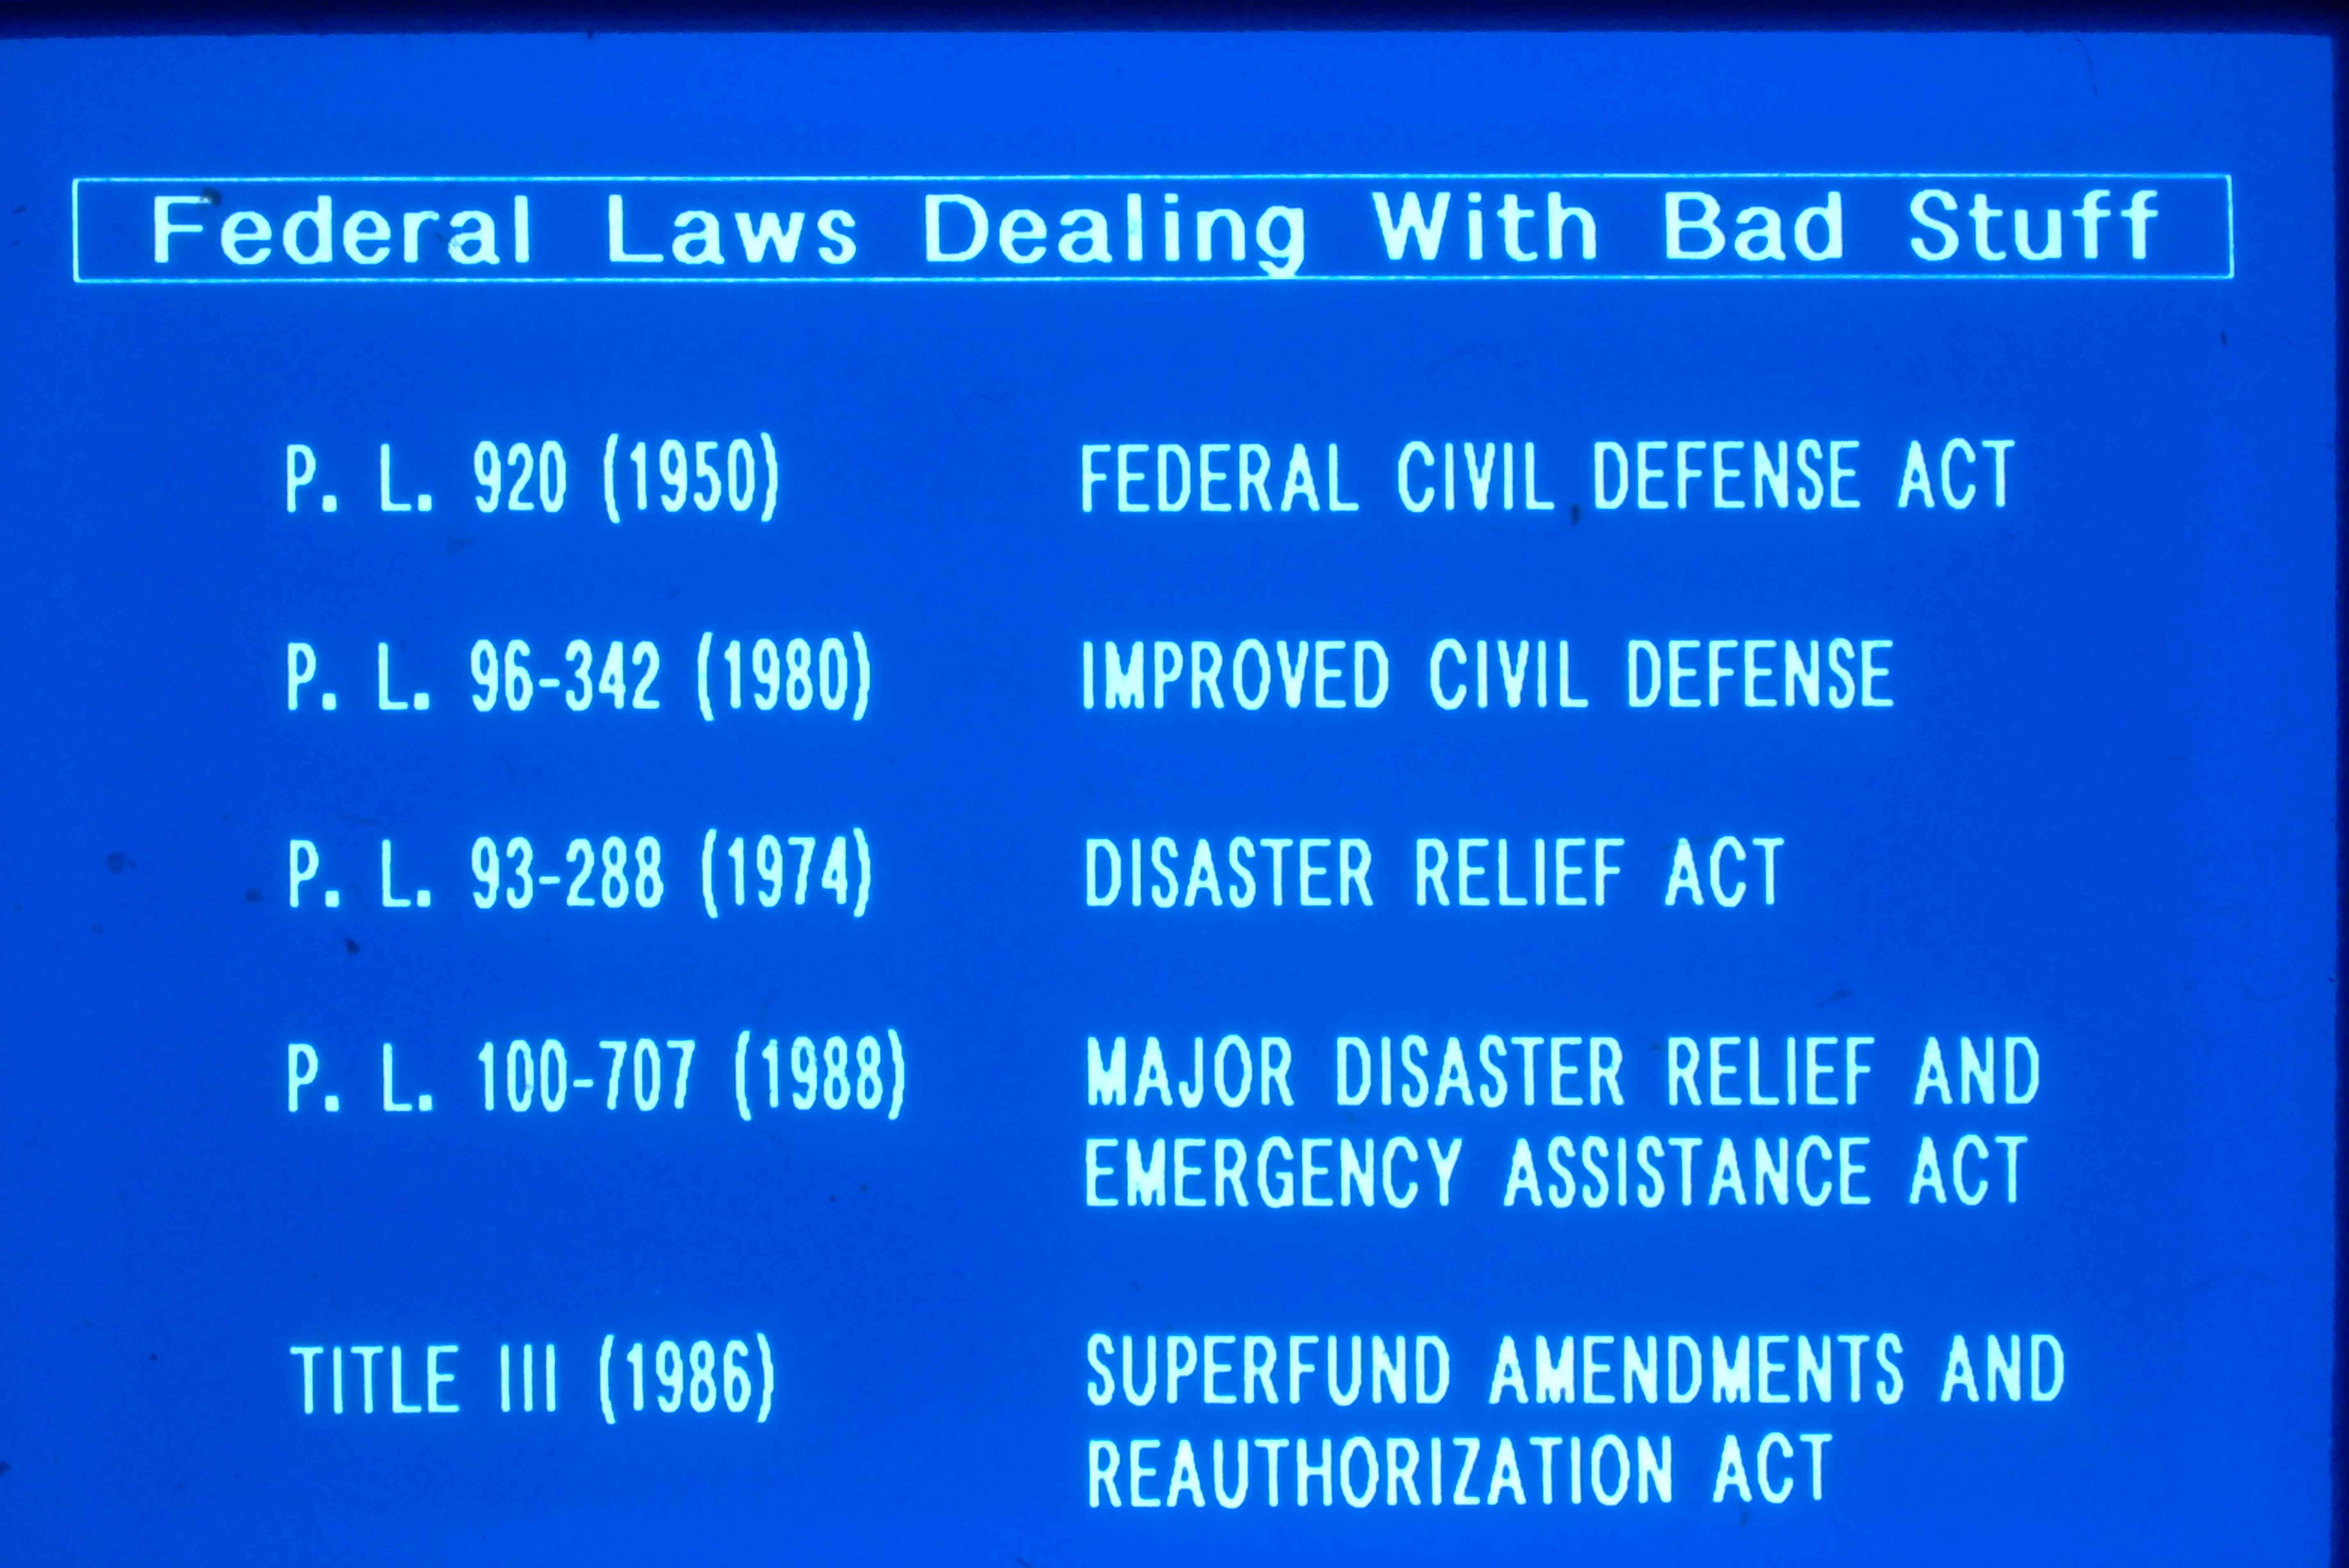 Federal Laws Dealing With Bad Stuff
P. L. 920 (1950) FEDERAL CIVIL DEFENSE ACT
P. L. 96-342 (1980) IMPROVED CIVIL DEFENSE
P. L. 93-288 (1974) DISASTER RELIEF ACT
P. L. 100-707 (1988) MAJOR DISASTER RELIEF AND
EMERGENCY ASSISTANCE ACT
TITLE III (1986) SUPERFUND AMENDMENTS AND
REAUTHORIZATION ACT